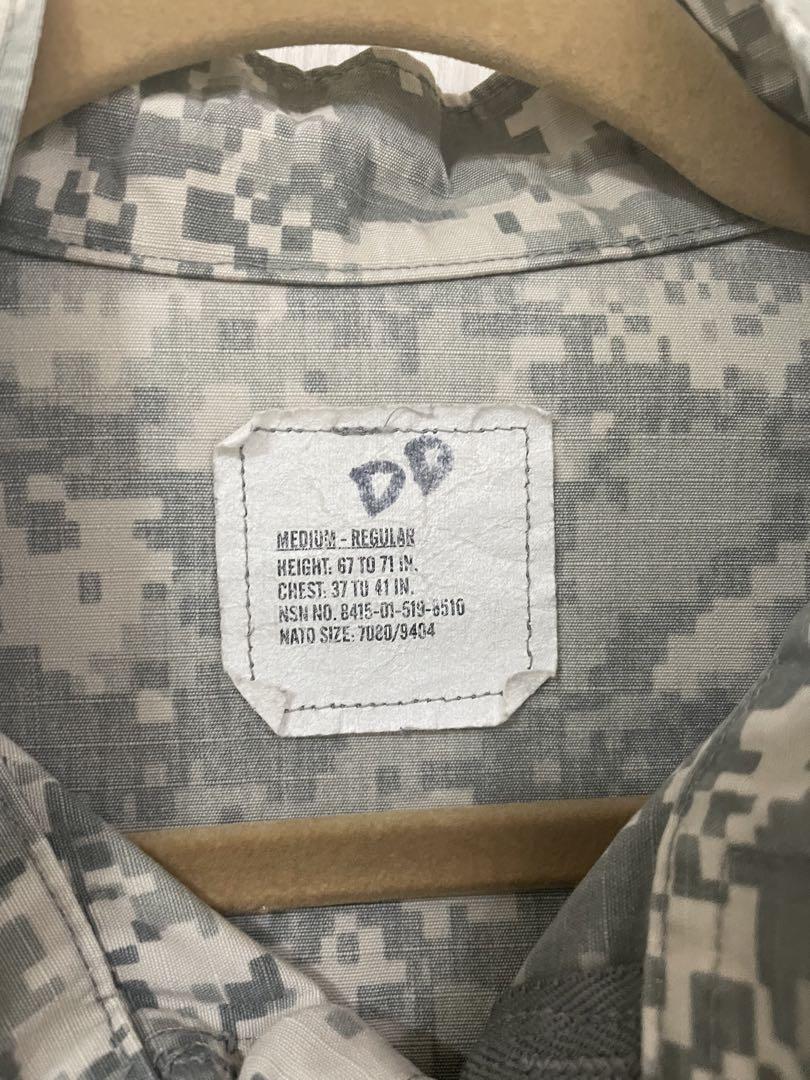 DD
MEDIUM - REGULAR
HEIGHT: 67 TO 71 IN.
CHEST: 37 TO 41 IN.
NSN NO. 8415-01-519-8510
NATO SIZE: 7080/9404